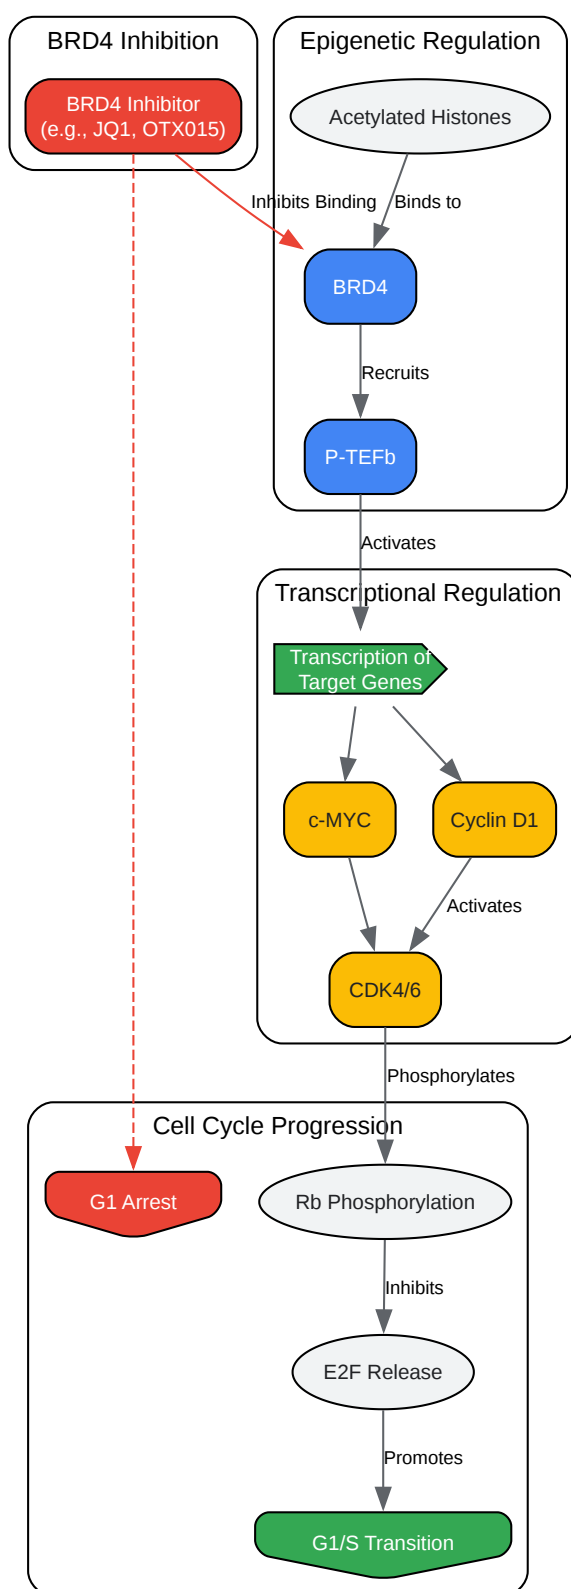 BRD4 Inhibition
Epigenetic Regulation
BRD4 Inhibitor
(e.g., JQ1, OTX015)
Acetylated Histones
Inhibits Binding
Binds to
BRD4
Recruits
P-TEFb
Activates
Transcriptional Regulation
Transcription of
Target Genes
c-MYC
Cyclin D1
Activates
CDK4/6
Phosphorylates
Cell Cycle Progression
G1 Arrest
Rb Phosphorylation
Inhibits
E2F Release
Promotes
G1/S Transition